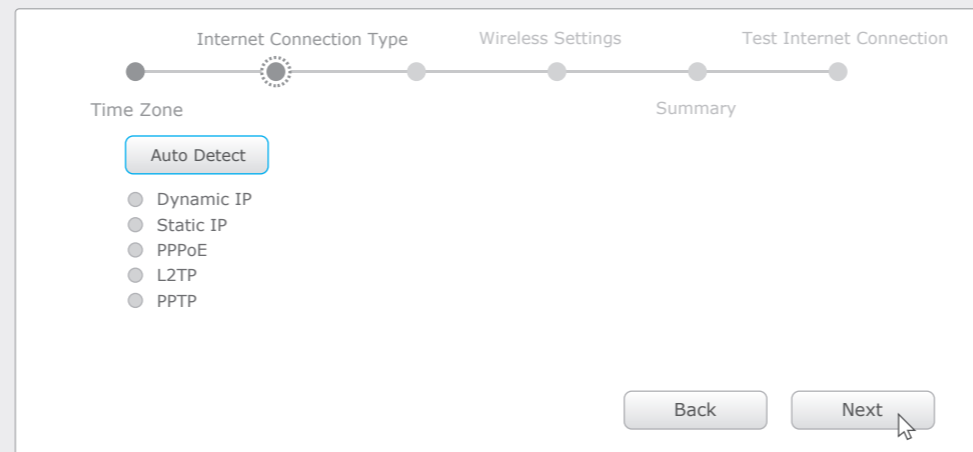 Internet Connection Type
Wireless Settings
Test Internet Connection
Time Zone
Summary
Auto Detect
Dynamic IP
Static IP
PPPoE
L2TP
PPTP
Back
Next